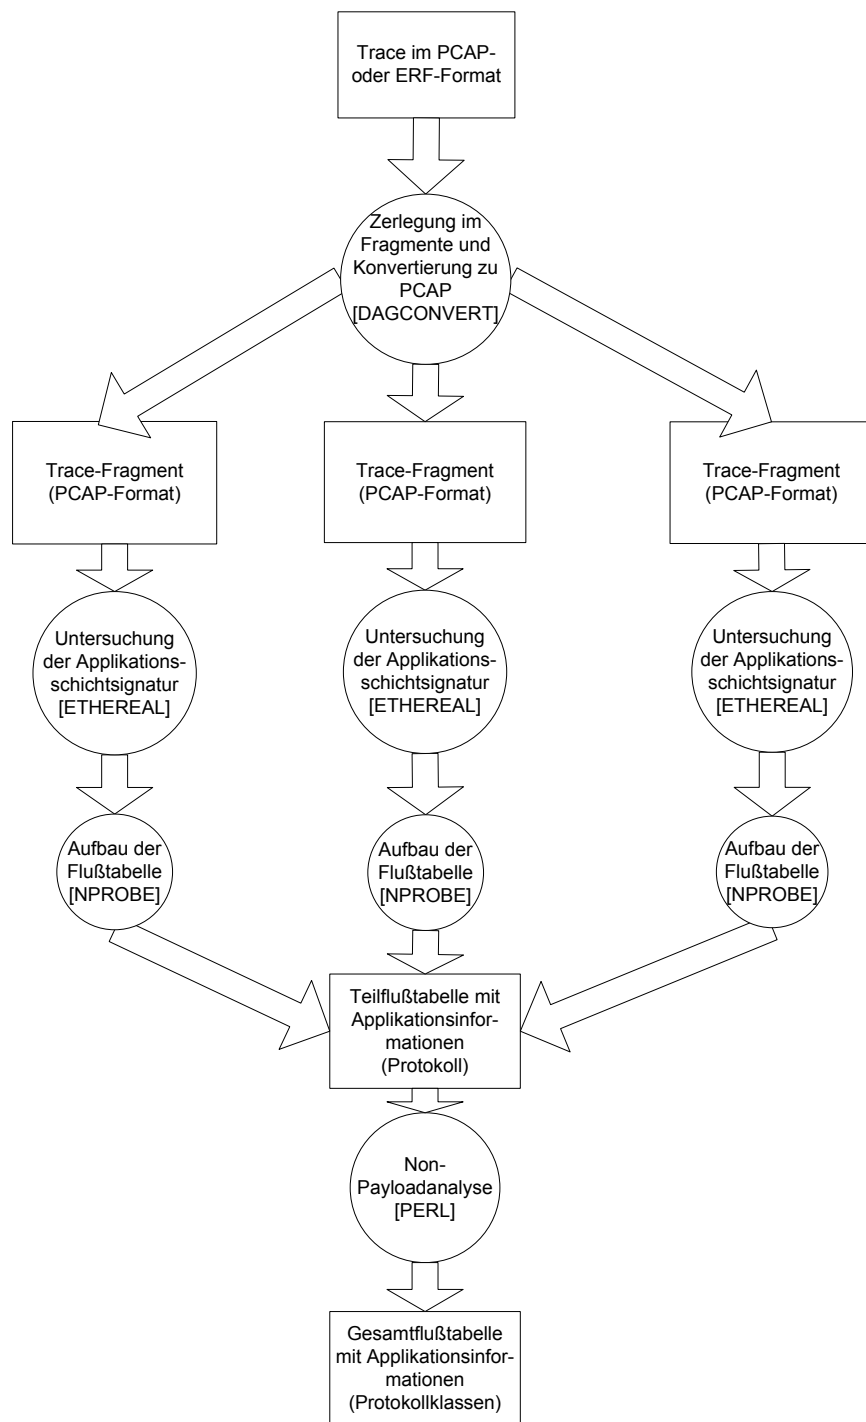 Trace im PCAP-
oder ERF-Format
Zerlegung im
Fragmente und
Konvertierung zu
PCAP
[DAGCONVERT]
Trace-Fragment
(PCAP-Format)
Trace-Fragment
(PCAP-Format)
Trace-Fragment
(PCAP-Format)
Untersuchung
der Applikations-
schichtsignatur
[ETHEREAL]
Untersuchung
der Applikations-
schichtsignatur
[ETHEREAL]
Untersuchung
der Applikations-
schichtsignatur
[ETHEREAL]
Aufbau der
Flußtabelle
[NPROBE]
Aufbau der
Flußtabelle
[NPROBE]
Aufbau der
Flußtabelle
[NPROBE]
Teilflußtabelle mit
Applikationsinfor-
mationen
(Protokoll)
Non-
Payloadanalyse
[PERL]
Gesamtflußtabelle
mit Applikationsinfor-
mationen
(Protokollklassen)